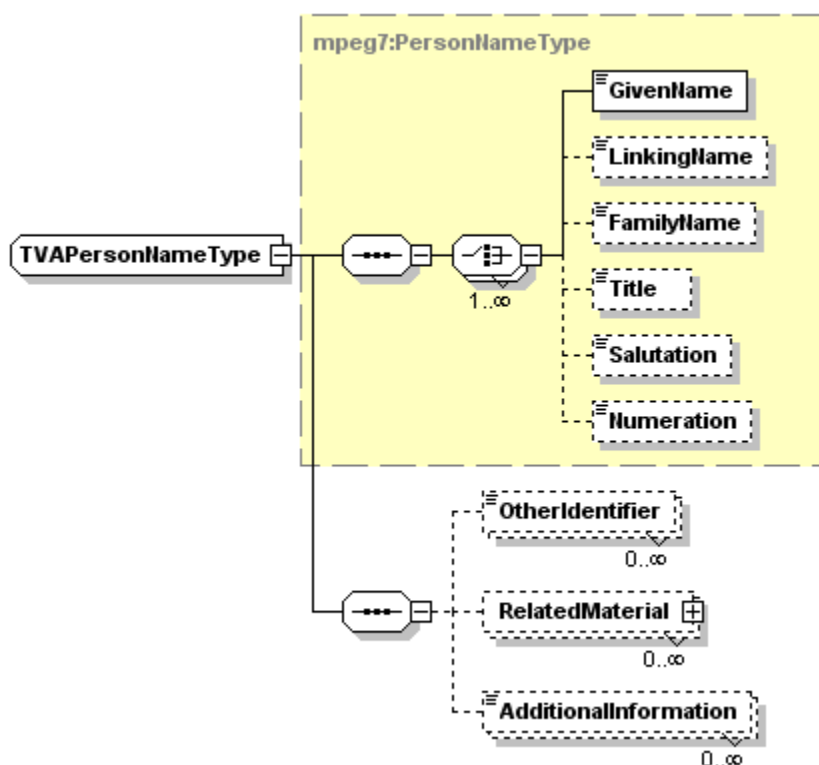 mpeg7:PersonNameType
GivenName
LinkingName
FamilyName
TVAPersonNameType
1..∞
Title
Salutation
Numeration
OtherIdentifier
0..∞
RelatedMaterial
0..∞
AdditionalInformation
0..∞